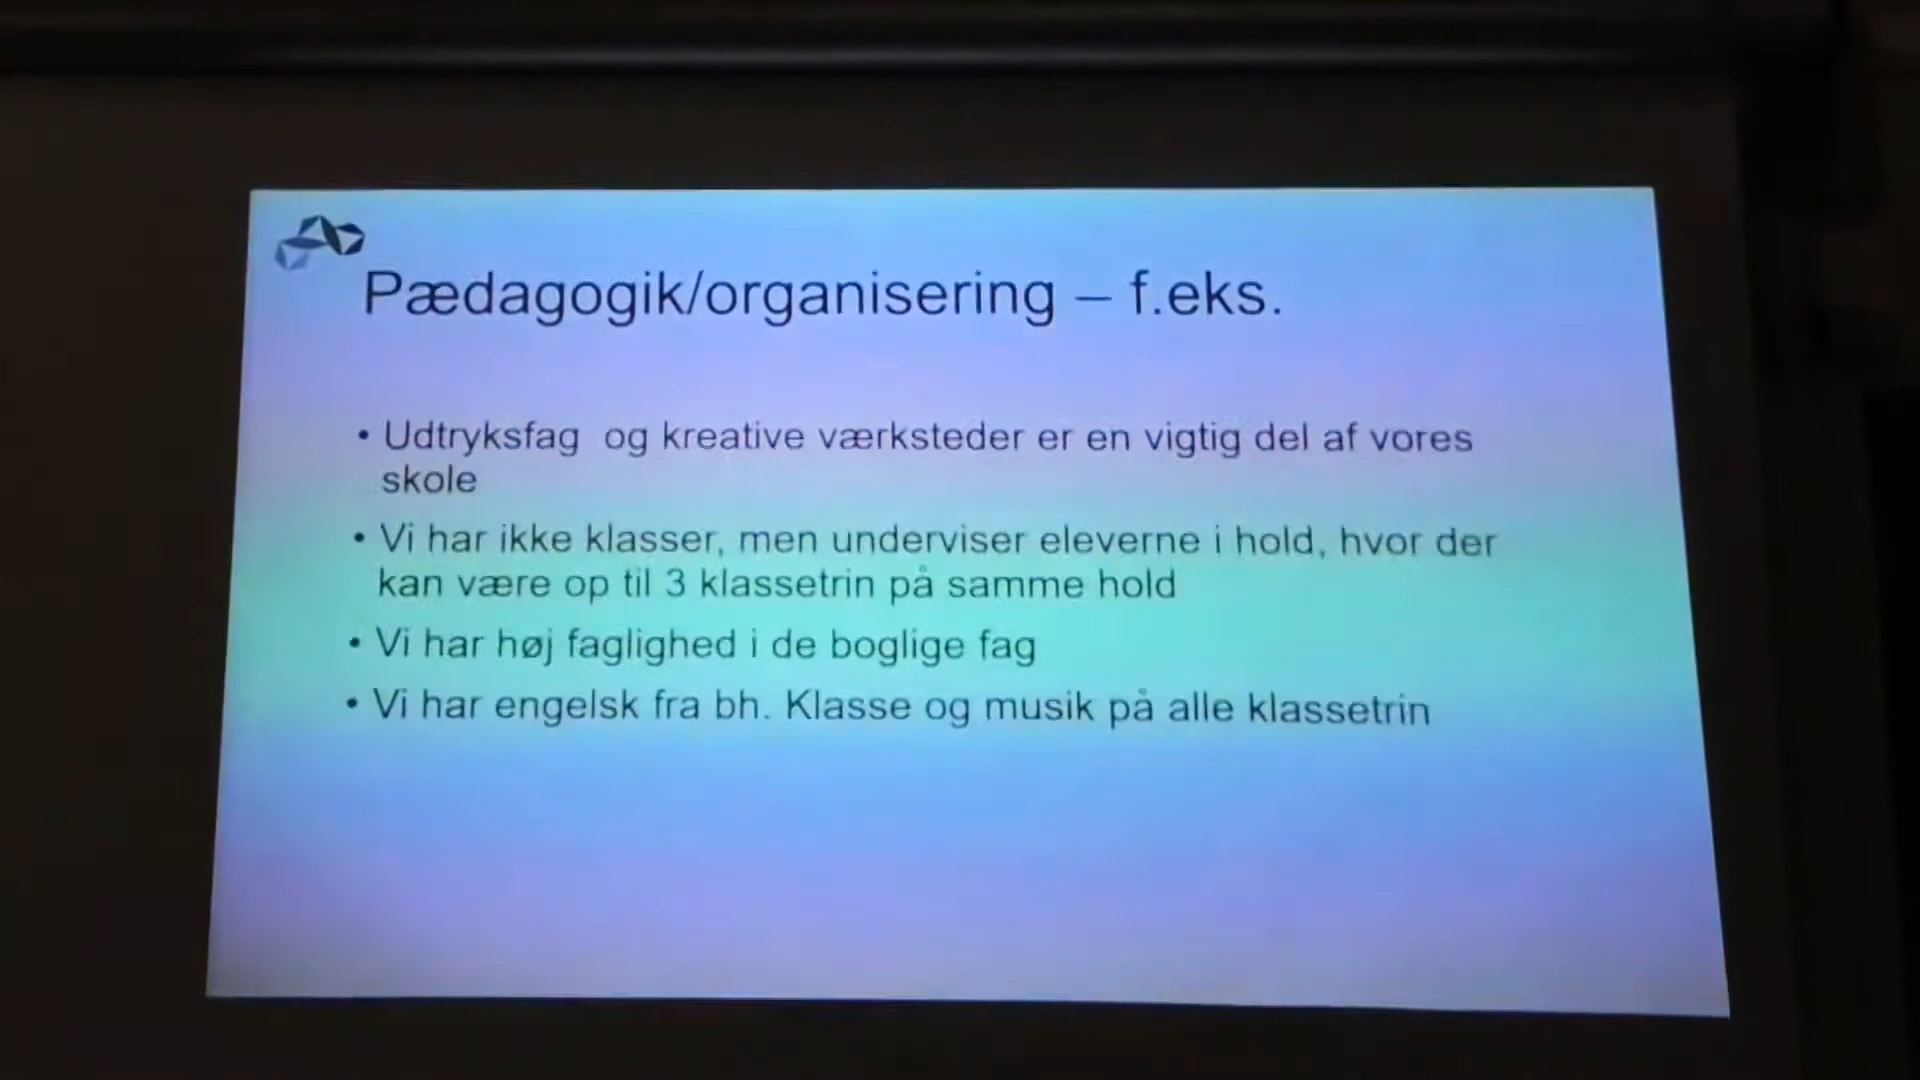 Pædagogik/organisering – f.eks.
• Udtryksfag og kreative værksteder er en vigtig del af vores
skole
• Vi har ikke klasser, men underviser eleverne i hold, hvor der
kan være op til 3 klassetrin på samme hold
• Vi har høj faglighed i de boglige fag
• Vi har engelsk fra bh. Klasse og musik på alle klassetrin